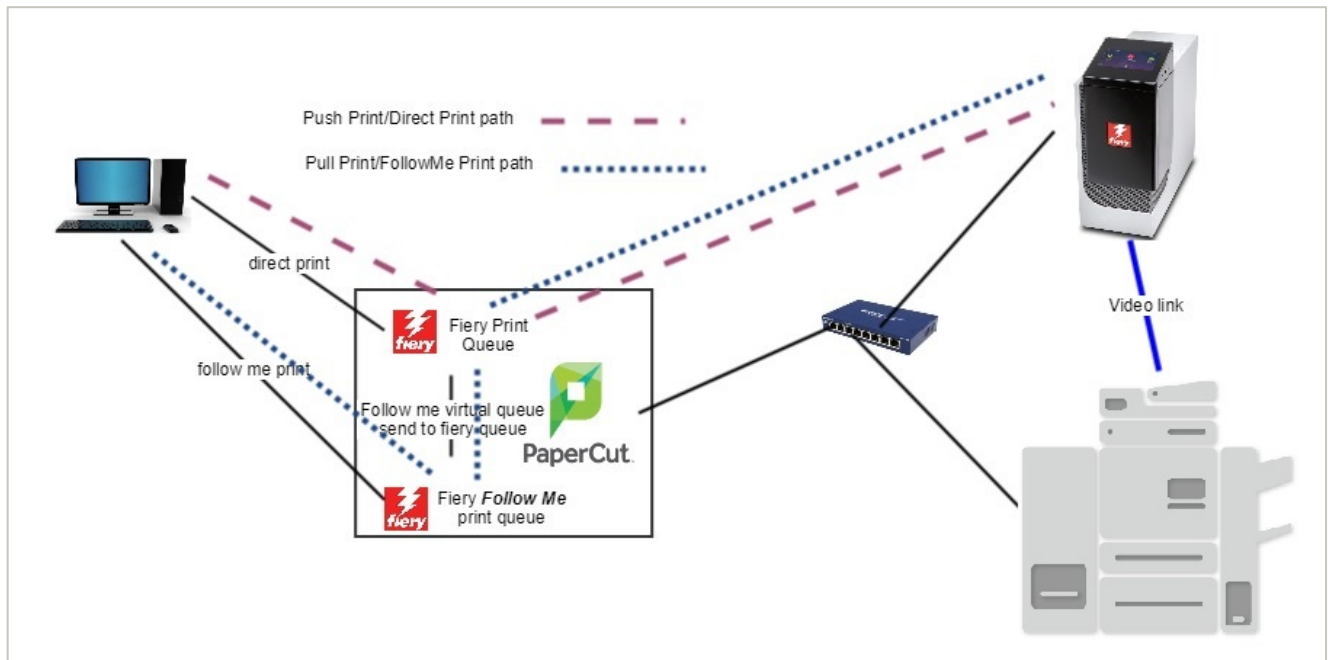 Push Print/Direct Print path
Pull Print/FollowMe Print path
direct print
follow me print
fiery
Fiery Print
Queue
Follow me virtual queue
send to fiery queue
PaperCut
fiery
Fiery Follow Me
print queue
Video link